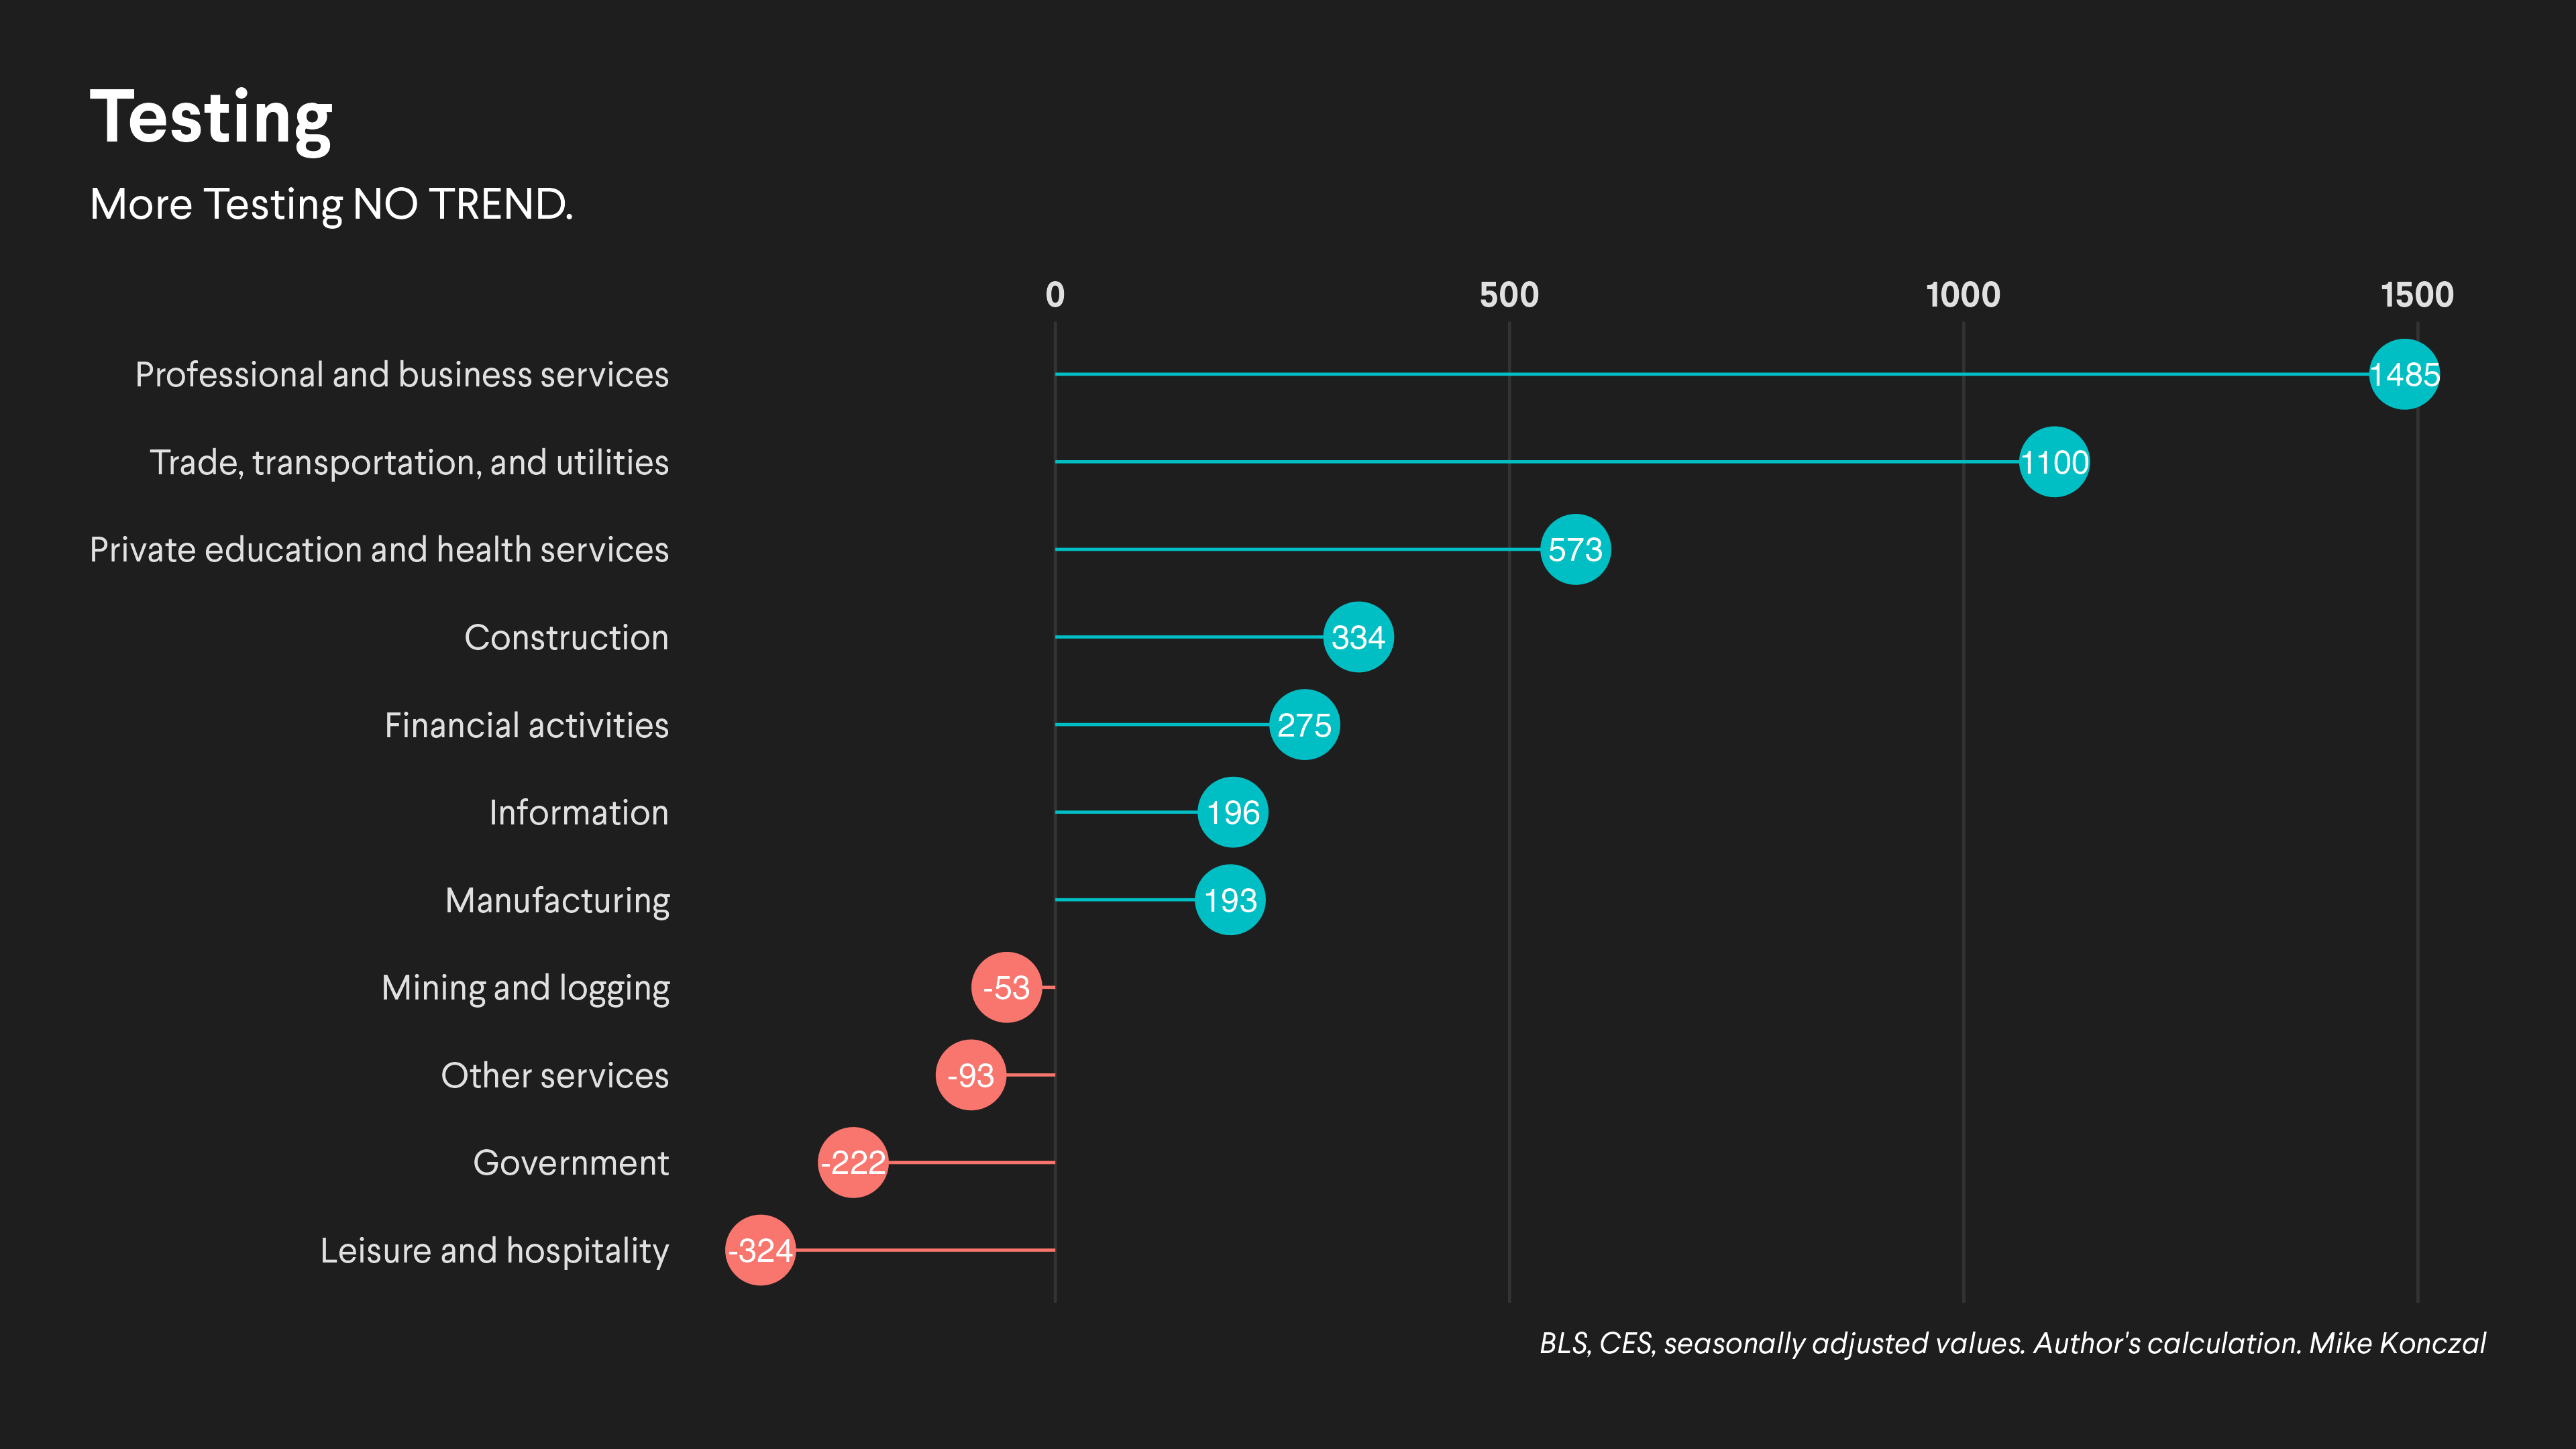 Testing
More Testing NO TREND.
0 500 1000 1500
Professional and business services 1485
Trade, transportation, and utilities 1100
Private education and health services 573
Construction 334
Financial activities 275
Information 196
Manufacturing 193
Mining and logging -53
Other services -93
Government -222
Leisure and hospitality -324
BLS, CES, seasonally adjusted values. Author's calculation. Mike Konczal